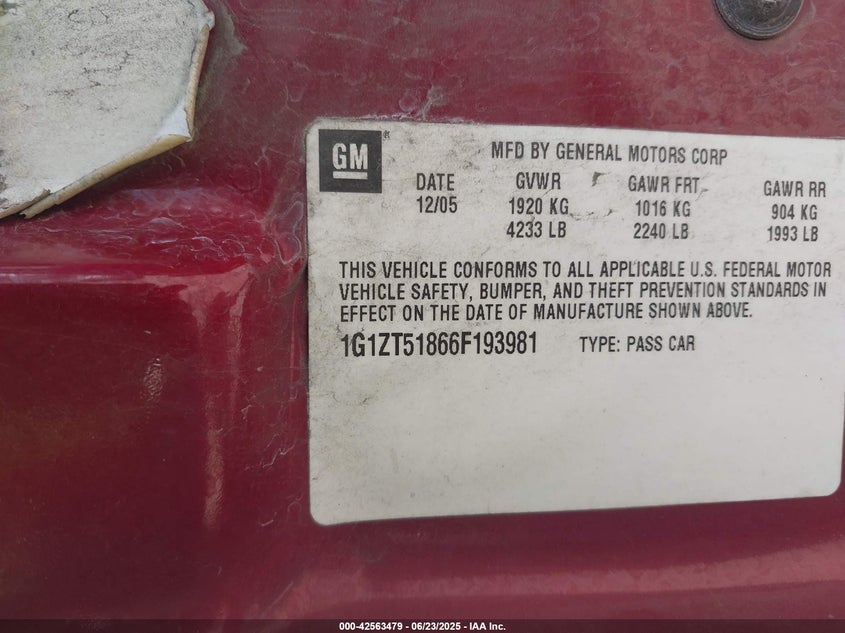 GM ®
MFD BY GENERAL MOTORS CORP
DATE GVWR GAWR FRT GAWR RR
12/05 1920 KG 1016 KG 904 KG
4233 LB 2240 LB 1993 LB
THIS VEHICLE CONFORMS TO ALL APPLICABLE U.S. FEDERAL MOTOR
VEHICLE SAFETY, BUMPER, AND THEFT PREVENTION STANDARDS IN
EFFECT ON THE DATE OF MANUFACTURE SHOWN ABOVE.
1G1ZT51866F193981 TYPE: PASS CAR
000-42563479 - 06/23/2025 - IAA Inc.